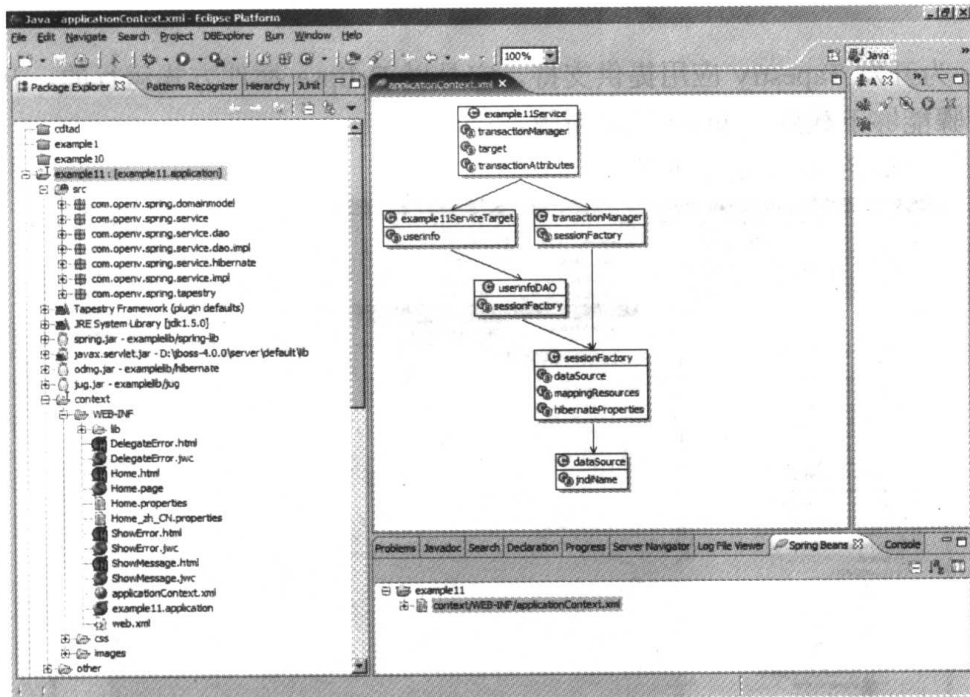 Java - applicationContext.xml - Eclipse Platform
File Edit Navigate Search Project DBExplorer Run Window Help
100%
Java
Package Explorer
Patterns Recognizer
Hierarchy
JUnit
applicationContext.xml
A
cdtad
example1
example10
example11 : [example11.application]
src
com.openv.spring.domainmodel
com.openv.spring.service
com.openv.spring.service.dao
com.openv.spring.service.dao.impl
com.openv.spring.service.hibernate
com.openv.spring.service.impl
com.openv.spring.tapestry
Tapestry Framework (plugin defaults)
JRE System Library [jdk1.5.0]
spring.jar - examplelib/spring-lib
javax.servlet.jar - D:\jboss-4.0.0\server\default\lib
odmg.jar - examplelib/hibernate
jug.jar - examplelib/jug
context
WEB-INF
lib
DelegateError.html
DelegateError.jwc
Home.html
Home.page
Home.properties
Home_zh_CN.properties
ShowError.html
ShowError.jwc
ShowMessage.html
ShowMessage.jwc
applicationContext.xml
example11.application
web.xml
css
images
other
example11Service
transactionManager
target
transactionAttributes
example11ServiceTarget
userinfo
transactionManager
sessionFactory
userinfoDAO
sessionFactory
sessionFactory
dataSource
mappingResources
hibernateProperties
dataSource
jndiName
Problems Javadoc Search Declaration Progress Server Navigator Log File Viewer Spring Beans Console
example11
context/WEB-INF/applicationContext.xml